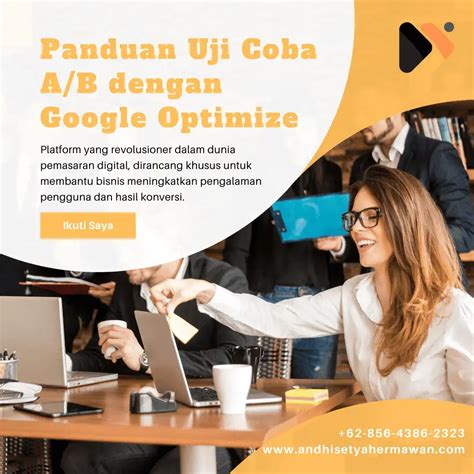 Panduan Uji Coba
A/B dengan
Google Optimize
Platform yang revolusioner dalam dunia
pemasaran digital, dirancang khusus untuk
membantu bisnis meningkatkan pengalaman
pengguna dan hasil konversi.
Ikuti Saya
+62-856-4386-2323
www.andhisetyahermawan.com